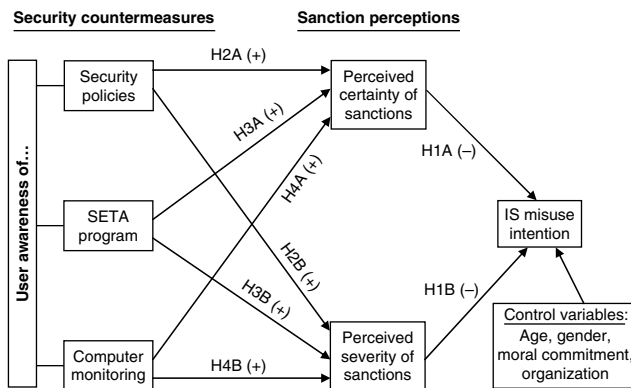 Security countermeasures
Sanction perceptions
User awareness of...
Security
policies
SETA
program
Computer
monitoring
H2A (+)
H3A (+)
H4A (+)
H2B (+)
H3B (+)
H4B (+)
Perceived
certainty of
sanctions
Perceived
severity of
sanctions
H1A (–)
H1B (–)
IS misuse
intention
Control variables:
Age, gender,
moral commitment,
organization